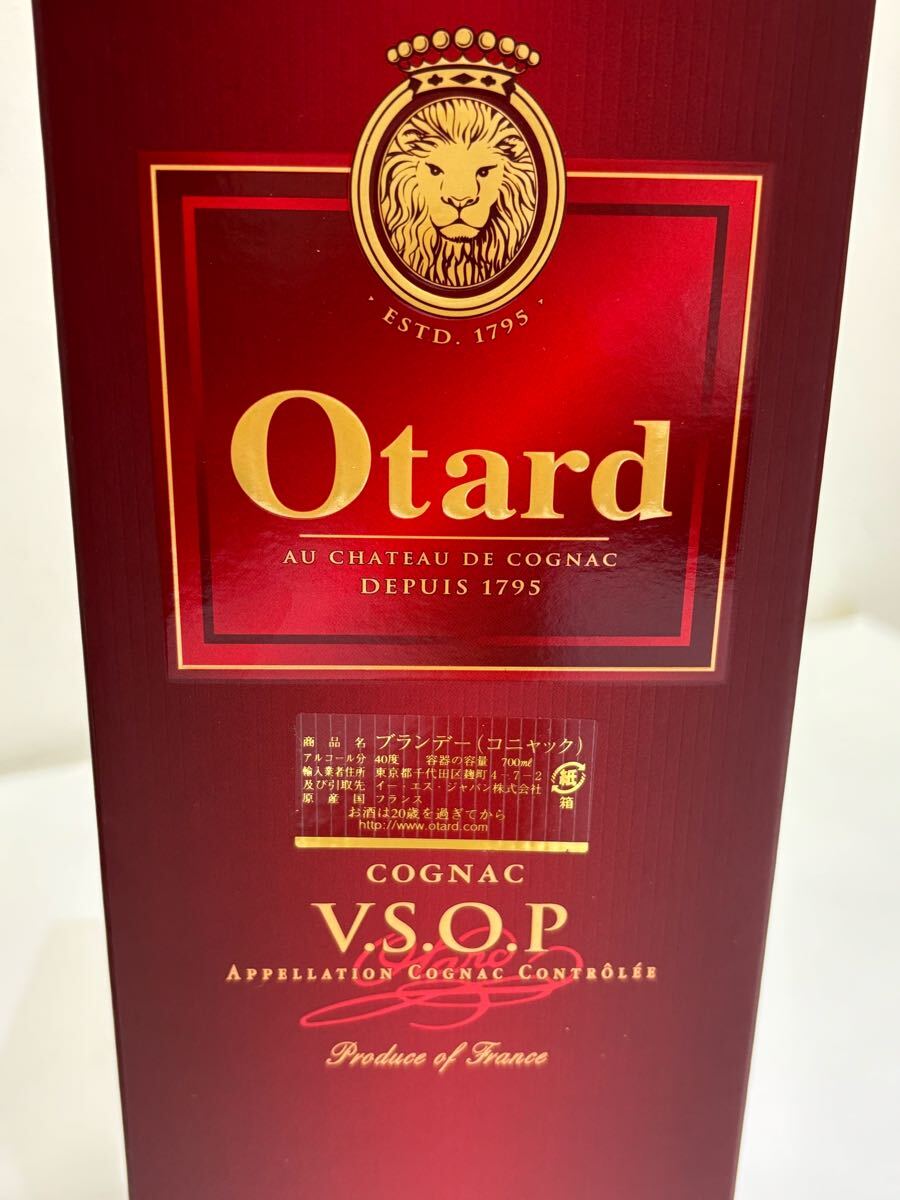 ESTD. 1795
Otard
AU CHATEAU DE COGNAC
DEPUIS 1795
商品名 ブランデー(コニャック)
アルコール分 40度 容器の容量 700ml
輸入業者住所 東京都千代田区麹町4-7-2
及び引取先 イー・エス・ジャパン株式会社
原産国 フランス
お酒は20歳を過ぎてから
http://www.otard.com
紙
箱
COGNAC
V.S.O.P
Otard
APPELLATION COGNAC CONTRÔLÉE
Produce of France